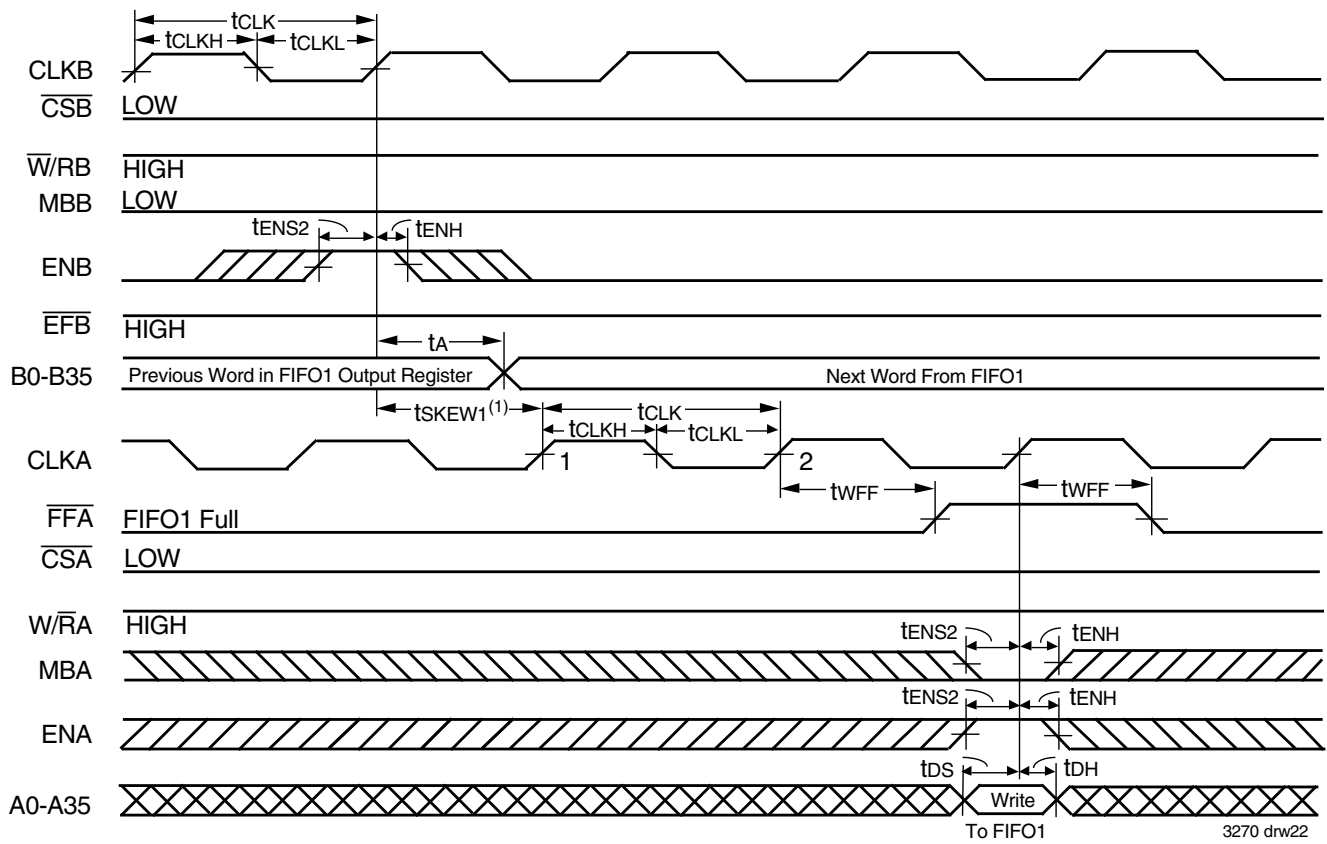 tCLK
tCLKH tCLKL
CLKB
CSB LOW
W/RB HIGH
MBB LOW
tENS2 tENH
ENB
EFB HIGH
tA
B0-B35 Previous Word in FIFO1 Output Register Next Word From FIFO1
tSKEW1(1) tCLK
tCLKH tCLKL
CLKA 1 2
tWFF tWFF
FFA FIFO1 Full
CSA LOW
W/RA HIGH
tENS2 tENH
MBA
tENS2 tENH
ENA
tDS tDH
A0-A35 Write
To FIFO1 3270 drw22